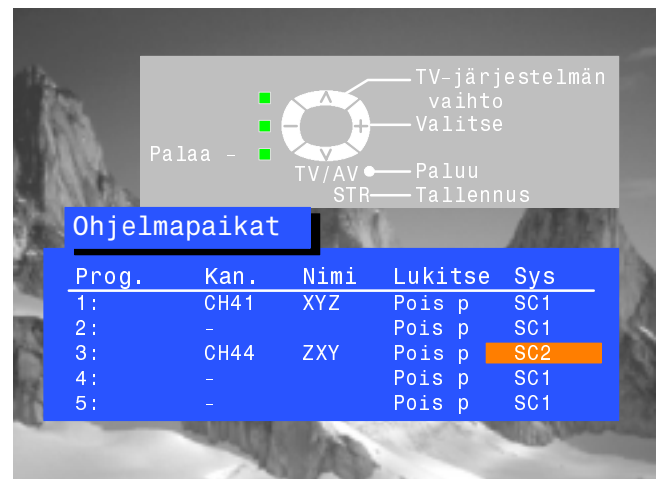 TV-järjestelmän
vaihto
Valitse
Palaa -
TV/AV Paluu
STR Tallennus
Ohjelmapaikat
Prog. Kan. Nimi Lukitse Sys
1: CH41 XYZ Pois p SC1
2: - Pois p SC1
3: CH44 ZXY Pois p SC2
4: - Pois p SC1
5: - Pois p SC1